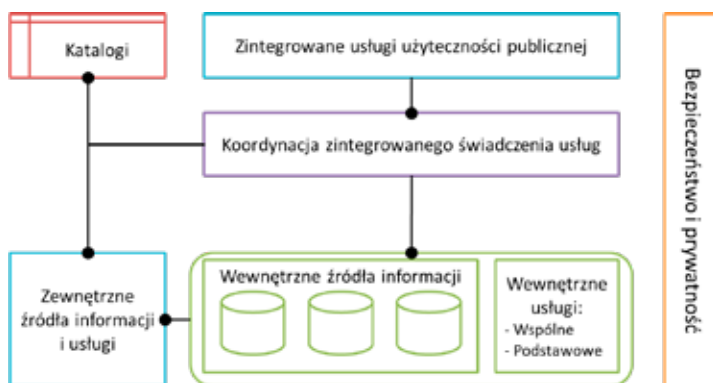 Katalogi
Zintegrowane usługi użyteczności publicznej
Koordynacja zintegrowanego świadczenia usług
Zewnętrzne
źródła informacji
i usługi
Wewnętrzne źródła informacji
Wewnętrzne
usługi:
- Wspólne
- Podstawowe
Bezpieczeństwo i prywatność